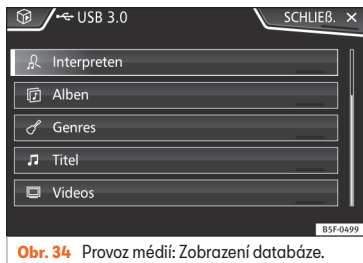 USB 3.0
SCHLIEẞ. ×
Interpreten
Alben
Genres
Titel
Videos
B5F-0499
Obr. 34 Provoz médií: Zobrazení databáze.